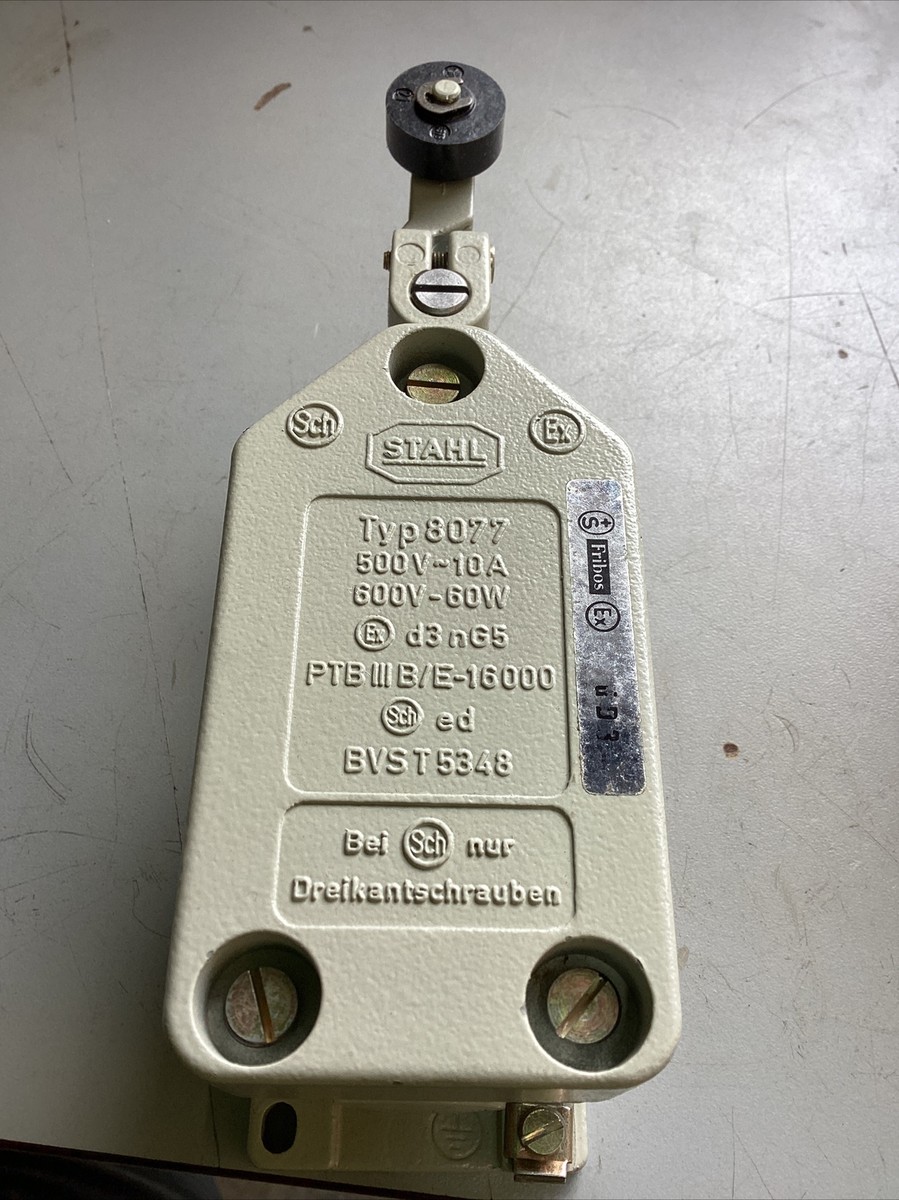 Sch
STAHL
Ex
Typ 8077
500V~10A
600V-60W
Ex d3 nG5
PTB III B/E-16000
Sch ed
BVS T 5348
Bei Sch nur
Dreikantschrauben
+S Fribos Ex